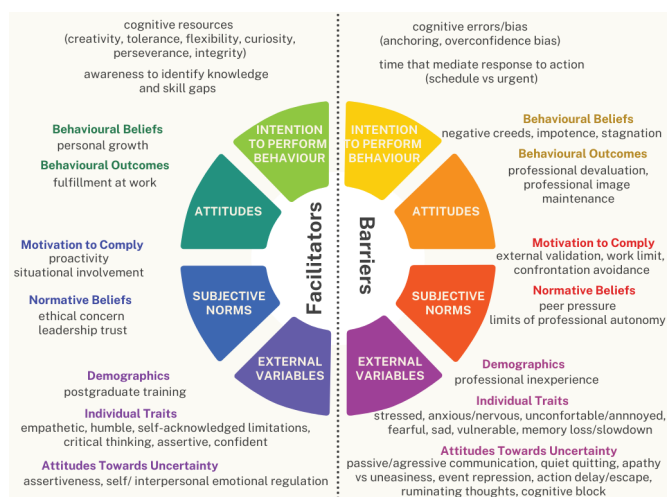 cognitive resources
(creativity, tolerance, flexibility, curiosity,
perseverance, integrity)
awareness to identify knowledge
and skill gaps
Behavioural Beliefs
personal growth
Behavioural Outcomes
fulfillment at work
Motivation to Comply
proactivity
situational involvement
Normative Beliefs
ethical concern
leadership trust
Demographics
postgraduate training
Individual Traits
empathetic, humble, self-acknowledged limitations,
critical thinking, assertive, confident
Attitudes Towards Uncertainty
assertiveness, self/ interpersonal emotional regulation
INTENTION
TO PERFORM
BEHAVIOUR
ATTITUDES
SUBJECTIVE
NORMS
EXTERNAL
VARIABLES
Facilitators
Barriers
INTENTION
TO PERFORM
BEHAVIOUR
ATTITUDES
SUBJECTIVE
NORMS
EXTERNAL
VARIABLES
cognitive errors/bias
(anchoring, overconfidence bias)
time that mediate response to action
(schedule vs urgent)
Behavioural Beliefs
negative creeds, impotence, stagnation
Behavioural Outcomes
professional devaluation,
professional image
maintenance
Motivation to Comply
external validation, work limit,
confrontation avoidance
Normative Beliefs
peer pressure
limits of professional autonomy
Demographics
professional inexperience
Individual Traits
stressed, anxious/nervous, unconfortable/annnoyed,
fearful, sad, vulnerable, memory loss/slowdown
Attitudes Towards Uncertainty
passive/agressive communication, quiet quitting, apathy
vs uneasiness, event repression, action delay/escape,
ruminating thoughts, cognitive block